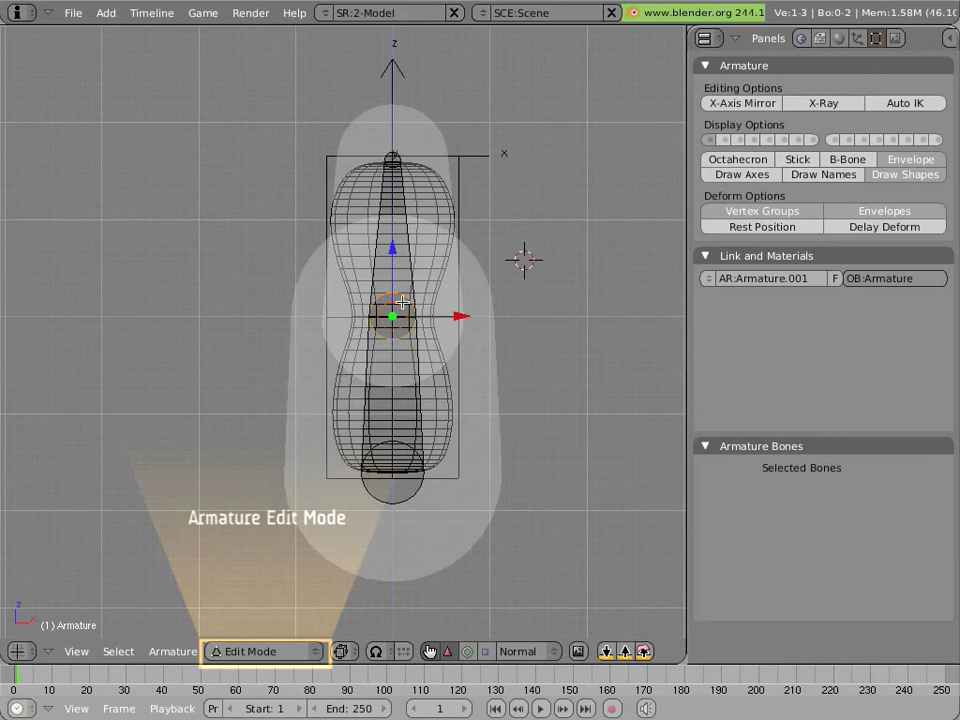 File Add Timeline Game Render Help SR:2-Model SCE:Scene www.blender.org 244.1 Ve:1-3 | Bo:0-2 | Mem:1.58M (46.10
Panels
Armature
Editing Options
X-Axis Mirror X-Ray Auto IK
Display Options
Octahecron Stick B-Bone Envelope
Draw Axes Draw Names Draw Shapes
Deform Options
Vertex Groups Envelopes
Rest Position Delay Deform
Link and Materials
AR:Armature.001 F OB:Armature
Armature Bones
Selected Bones
z
x
Armature Edit Mode
z
x
(1) Armature
View Select Armature Edit Mode Normal
0 10 20 30 40 50 60 70 80 90 100 110 120 130 140 150 160 170 180 190 200 210 220 230 240 250
View Frame Playback Pr Start: 1 End: 250 1